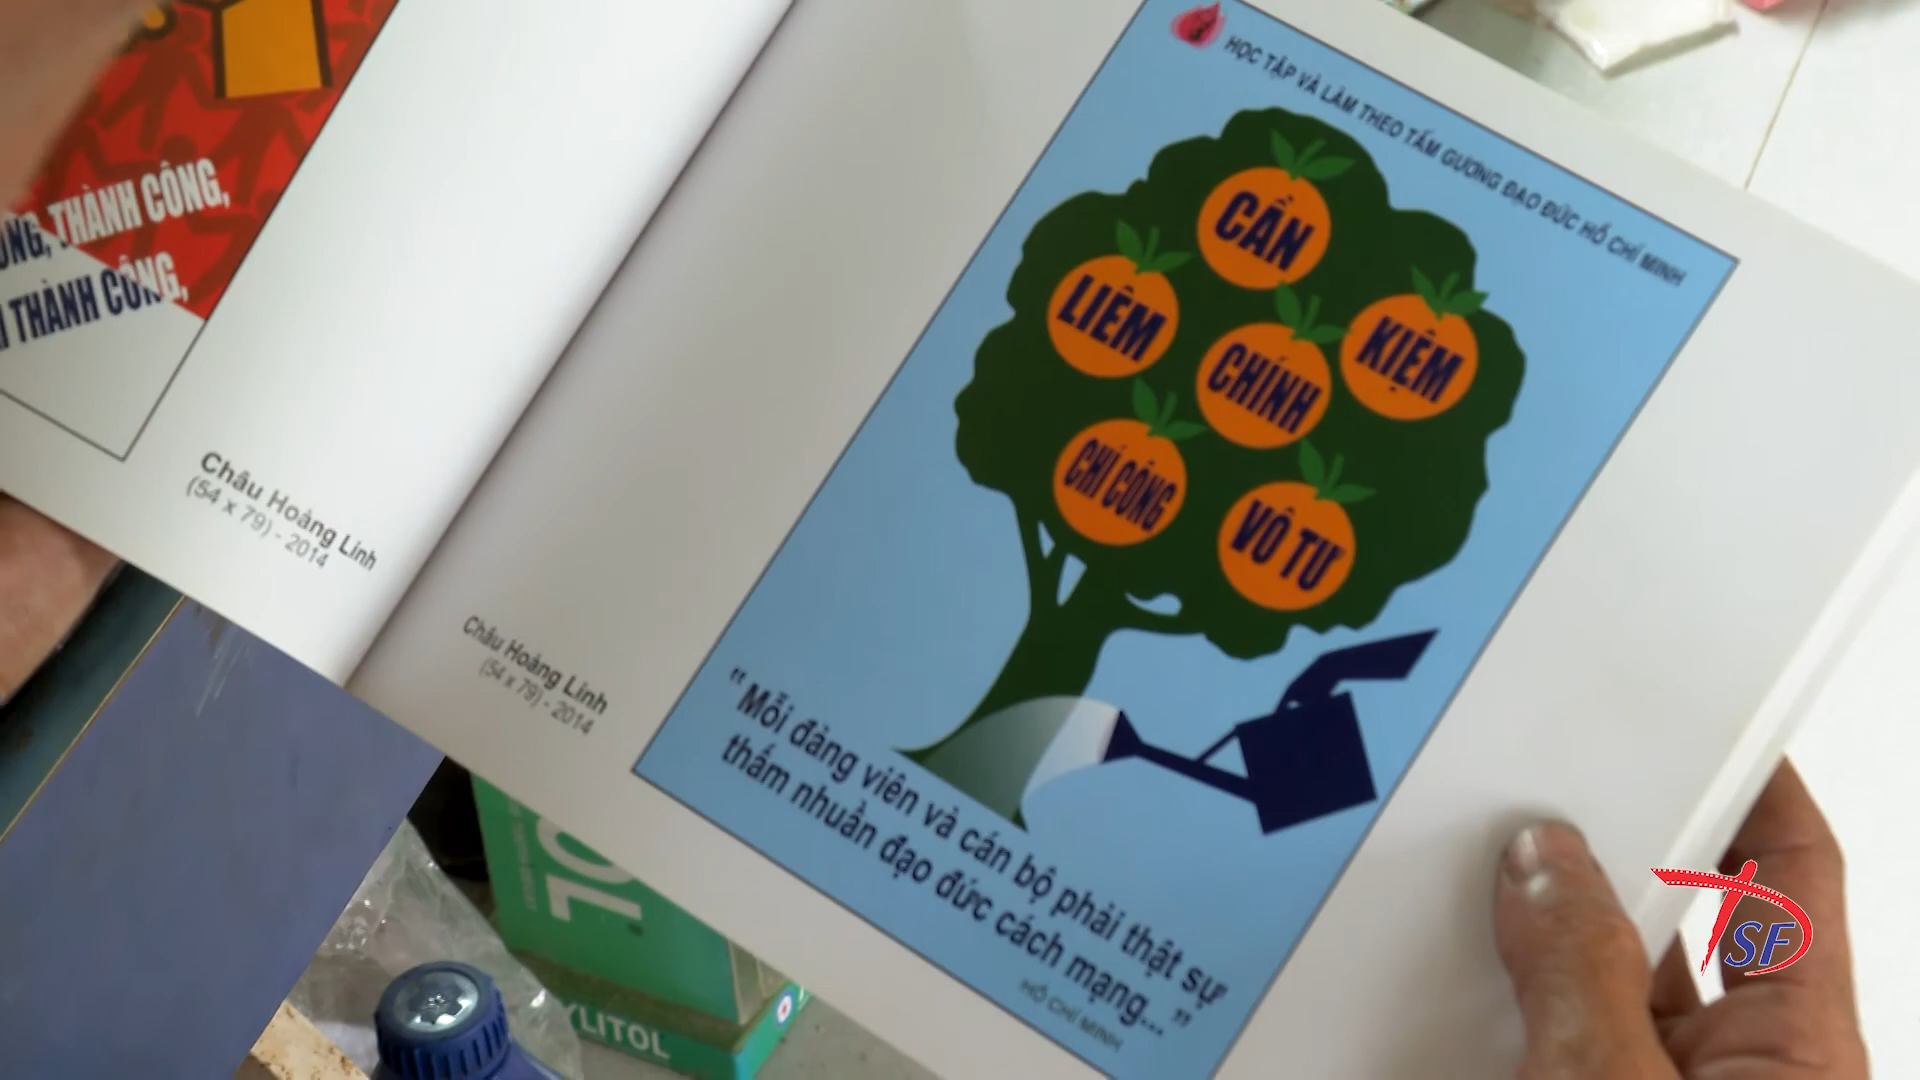 THÀNH CÔNG,
THÀNH CÔNG,
Châu Hoàng Linh
(54 x 79) - 2014
Châu Hoàng Linh
(54 x 79) - 2014
HỌC TẬP VÀ LÀM THEO TẤM GƯƠNG ĐẠO ĐỨC HỒ CHÍ MINH
CẦN
LIÊM
KIỆM
CHÍNH
CHÍ CÔNG
VÔ TƯ
“Mỗi đảng viên và cán bộ phải thật sự
thấm nhuần đạo đức cách mạng...”
HỒ CHÍ MINH
YLITOL
TSF